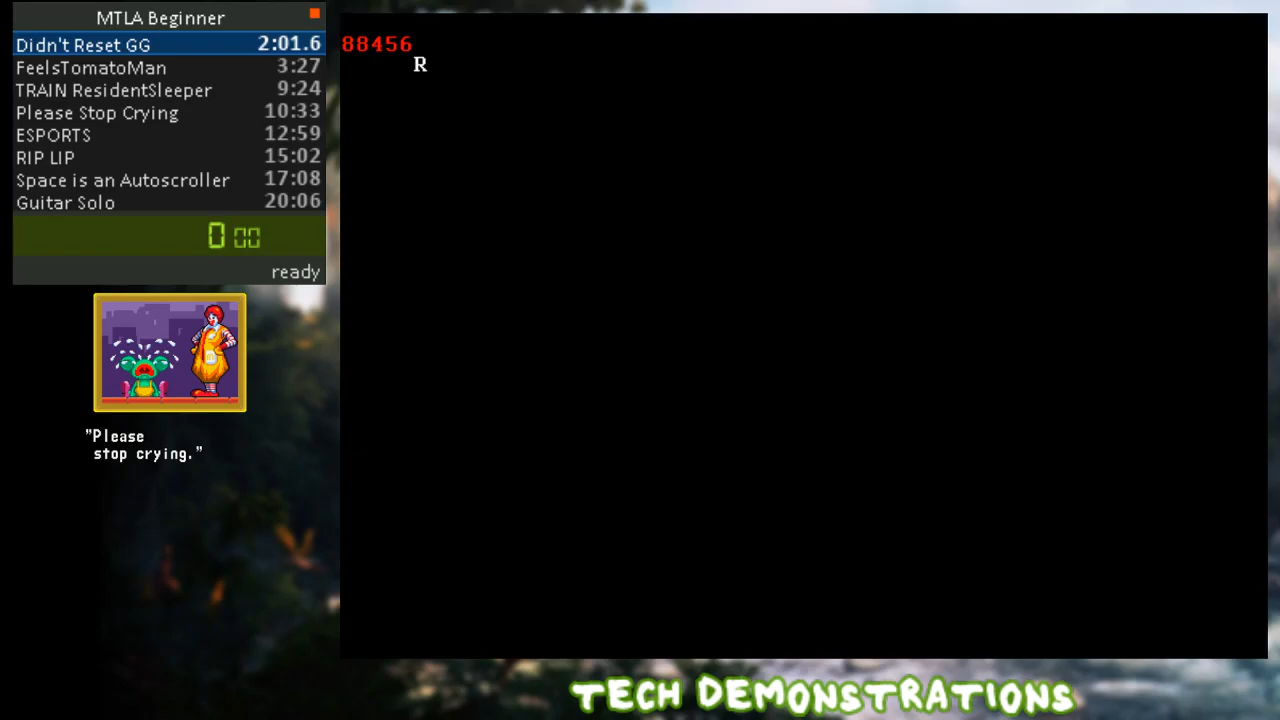 MTLA Beginner
Didn't Reset GG 2:01.6
FeelsTomatoMan 3:27
TRAIN ResidentSleeper 9:24
Please Stop Crying 10:33
ESPORTS 12:59
RIP LIP 15:02
Space is an Autoscroller 17:08
Guitar Solo 20:06
0 00
ready
"Please
stop crying."
88456
R
TECH DEMONSTRATIONS